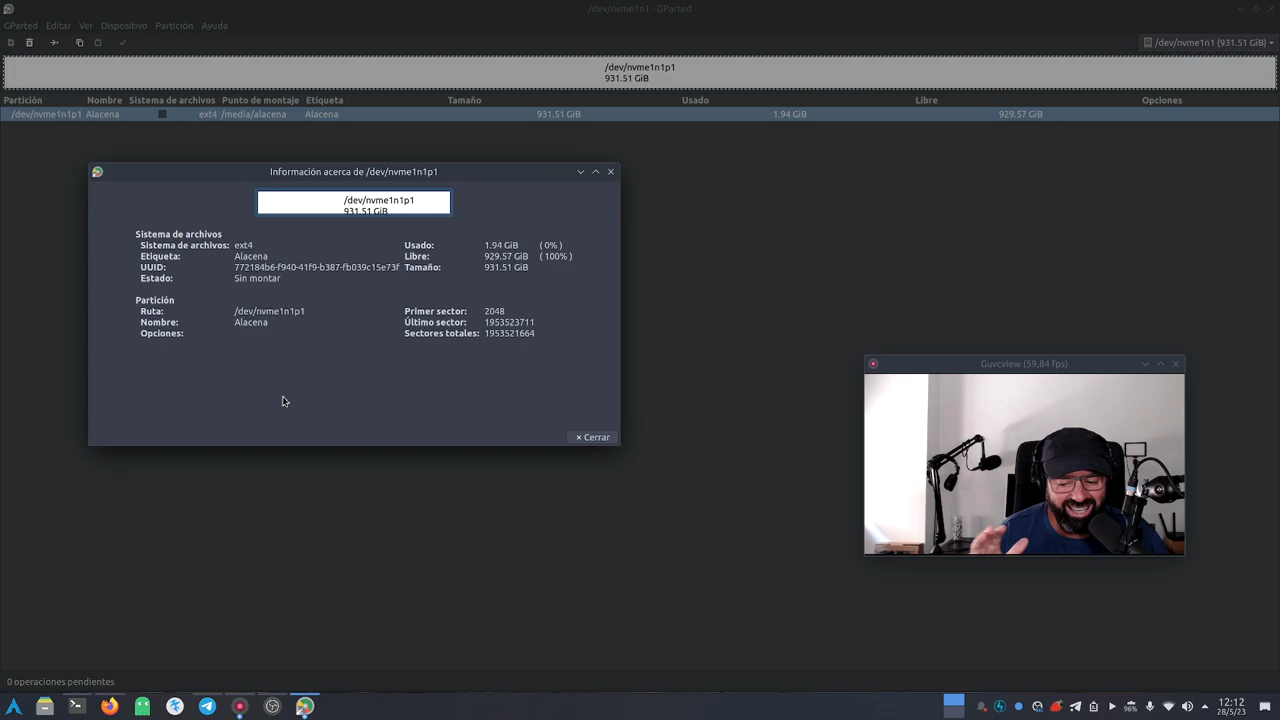 /dev/nvme1n1 - GParted
GParted Editar Ver Dispositivo Partición Ayuda
/dev/nvme1n1 (931.51 GiB)
/dev/nvme1n1p1
931.51 GiB
Partición Nombre Sistema de archivos Punto de montaje Etiqueta Tamaño Usado Libre Opciones
/dev/nvme1n1p1 Alacena ext4 /media/alacena Alacena 931.51 GiB 1.94 GiB 929.57 GiB
Información acerca de /dev/nvme1n1p1
/dev/nvme1n1p1
931.51 GiB
Sistema de archivos
Sistema de archivos: ext4 Usado: 1.94 GiB ( 0% )
Etiqueta: Alacena Libre: 929.57 GiB ( 100% )
UUID: 772184b6-f940-41f9-b387-fb039c15e73f Tamaño: 931.51 GiB
Estado: Sin montar
Partición
Ruta: /dev/nvme1n1p1 Primer sector: 2048
Nombre: Alacena Último sector: 1953523711
Opciones: Sectores totales: 1953521664
Cerrar
Guvcview (59,84 fps)
0 operaciones pendientes
96%
12:12
28/5/23